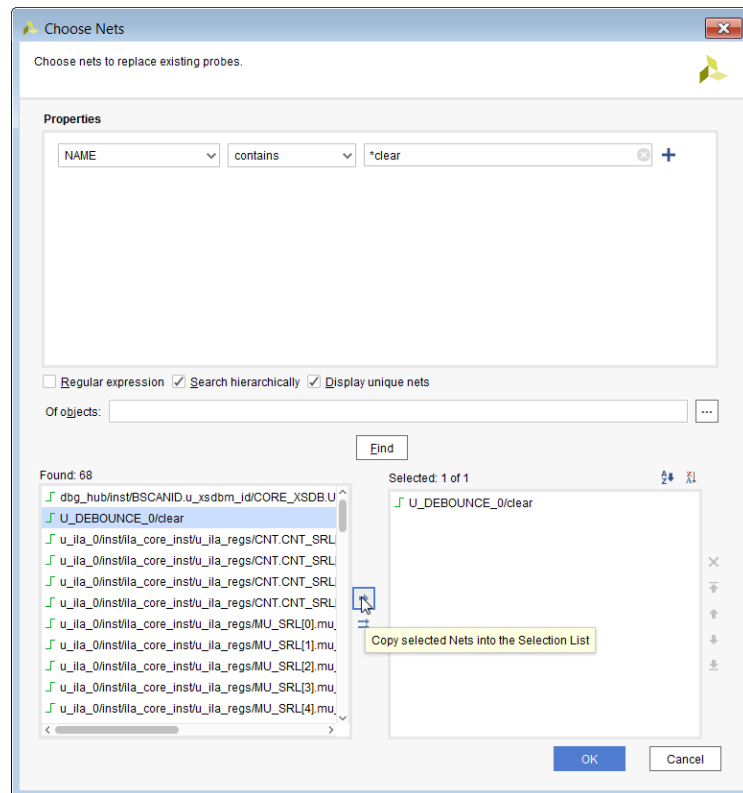 Choose Nets
Choose nets to replace existing probes.
Properties
NAME contains *clear
Regular expression Search hierarchically Display unique nets
Of objects: ...
Find
Found: 68
dbg_hub/inst/BSCANID.u_xsdbm_id/CORE_XSDB.U
U_DEBOUNCE_0/clear
u_ila_0/inst/ila_core_inst/u_ila_regs/CNT.CNT_SRL[
u_ila_0/inst/ila_core_inst/u_ila_regs/CNT.CNT_SRL[
u_ila_0/inst/ila_core_inst/u_ila_regs/CNT.CNT_SRL[
u_ila_0/inst/ila_core_inst/u_ila_regs/CNT.CNT_SRL[
u_ila_0/inst/ila_core_inst/u_ila_regs/MU_SRL[0].mu_
u_ila_0/inst/ila_core_inst/u_ila_regs/MU_SRL[1].mu_
u_ila_0/inst/ila_core_inst/u_ila_regs/MU_SRL[2].mu_
u_ila_0/inst/ila_core_inst/u_ila_regs/MU_SRL[3].mu_
u_ila_0/inst/ila_core_inst/u_ila_regs/MU_SRL[4].mu_
Selected: 1 of 1
U_DEBOUNCE_0/clear
Copy selected Nets into the Selection List
OK Cancel